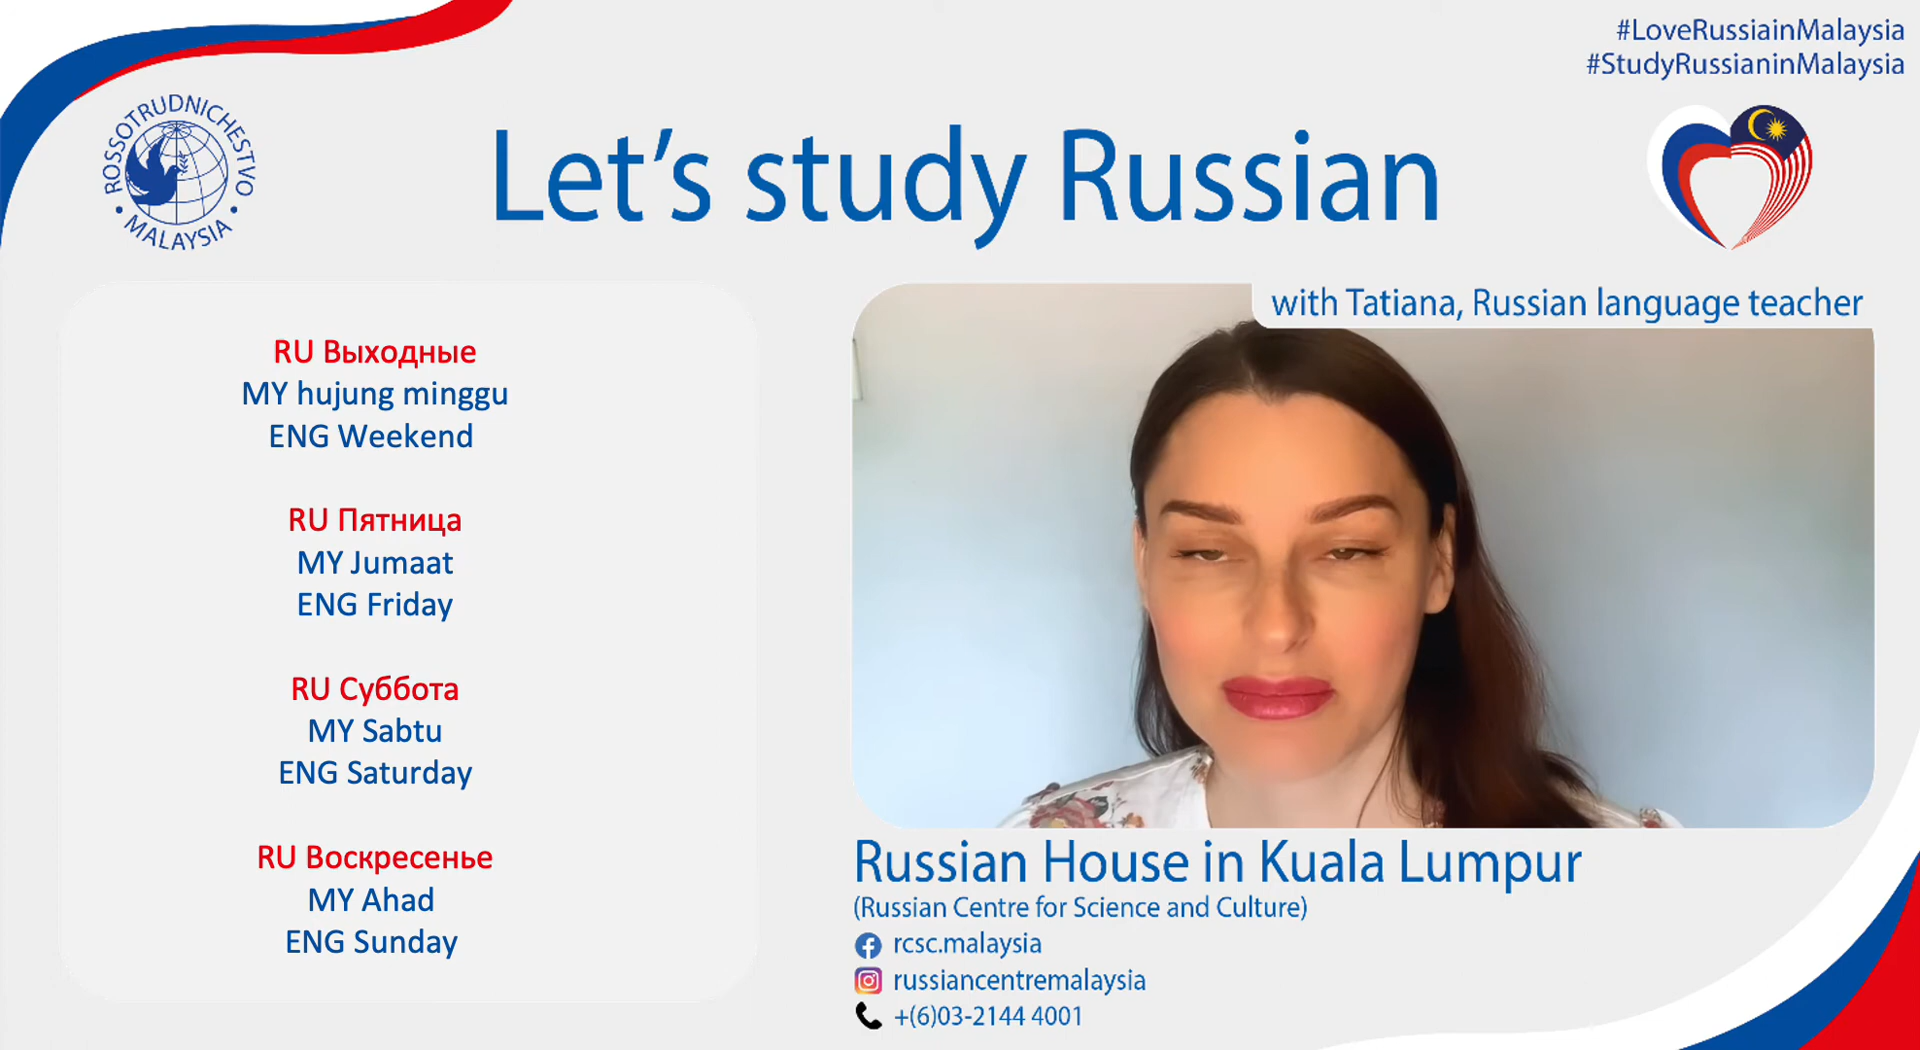 #LoveRussiainMalaysia
#StudyRussianinMalaysia
ROSSOTRUDNICHESTVO
• MALAYSIA •
Let's study Russian
with Tatiana, Russian language teacher
RU Выходные
MY hujung minggu
ENG Weekend
RU Пятница
MY Jumaat
ENG Friday
RU Суббота
MY Sabtu
ENG Saturday
RU Воскресенье
MY Ahad
ENG Sunday
Russian House in Kuala Lumpur
(Russian Centre for Science and Culture)
rcsc.malaysia
russiancentremalaysia
+(6)03-2144 4001